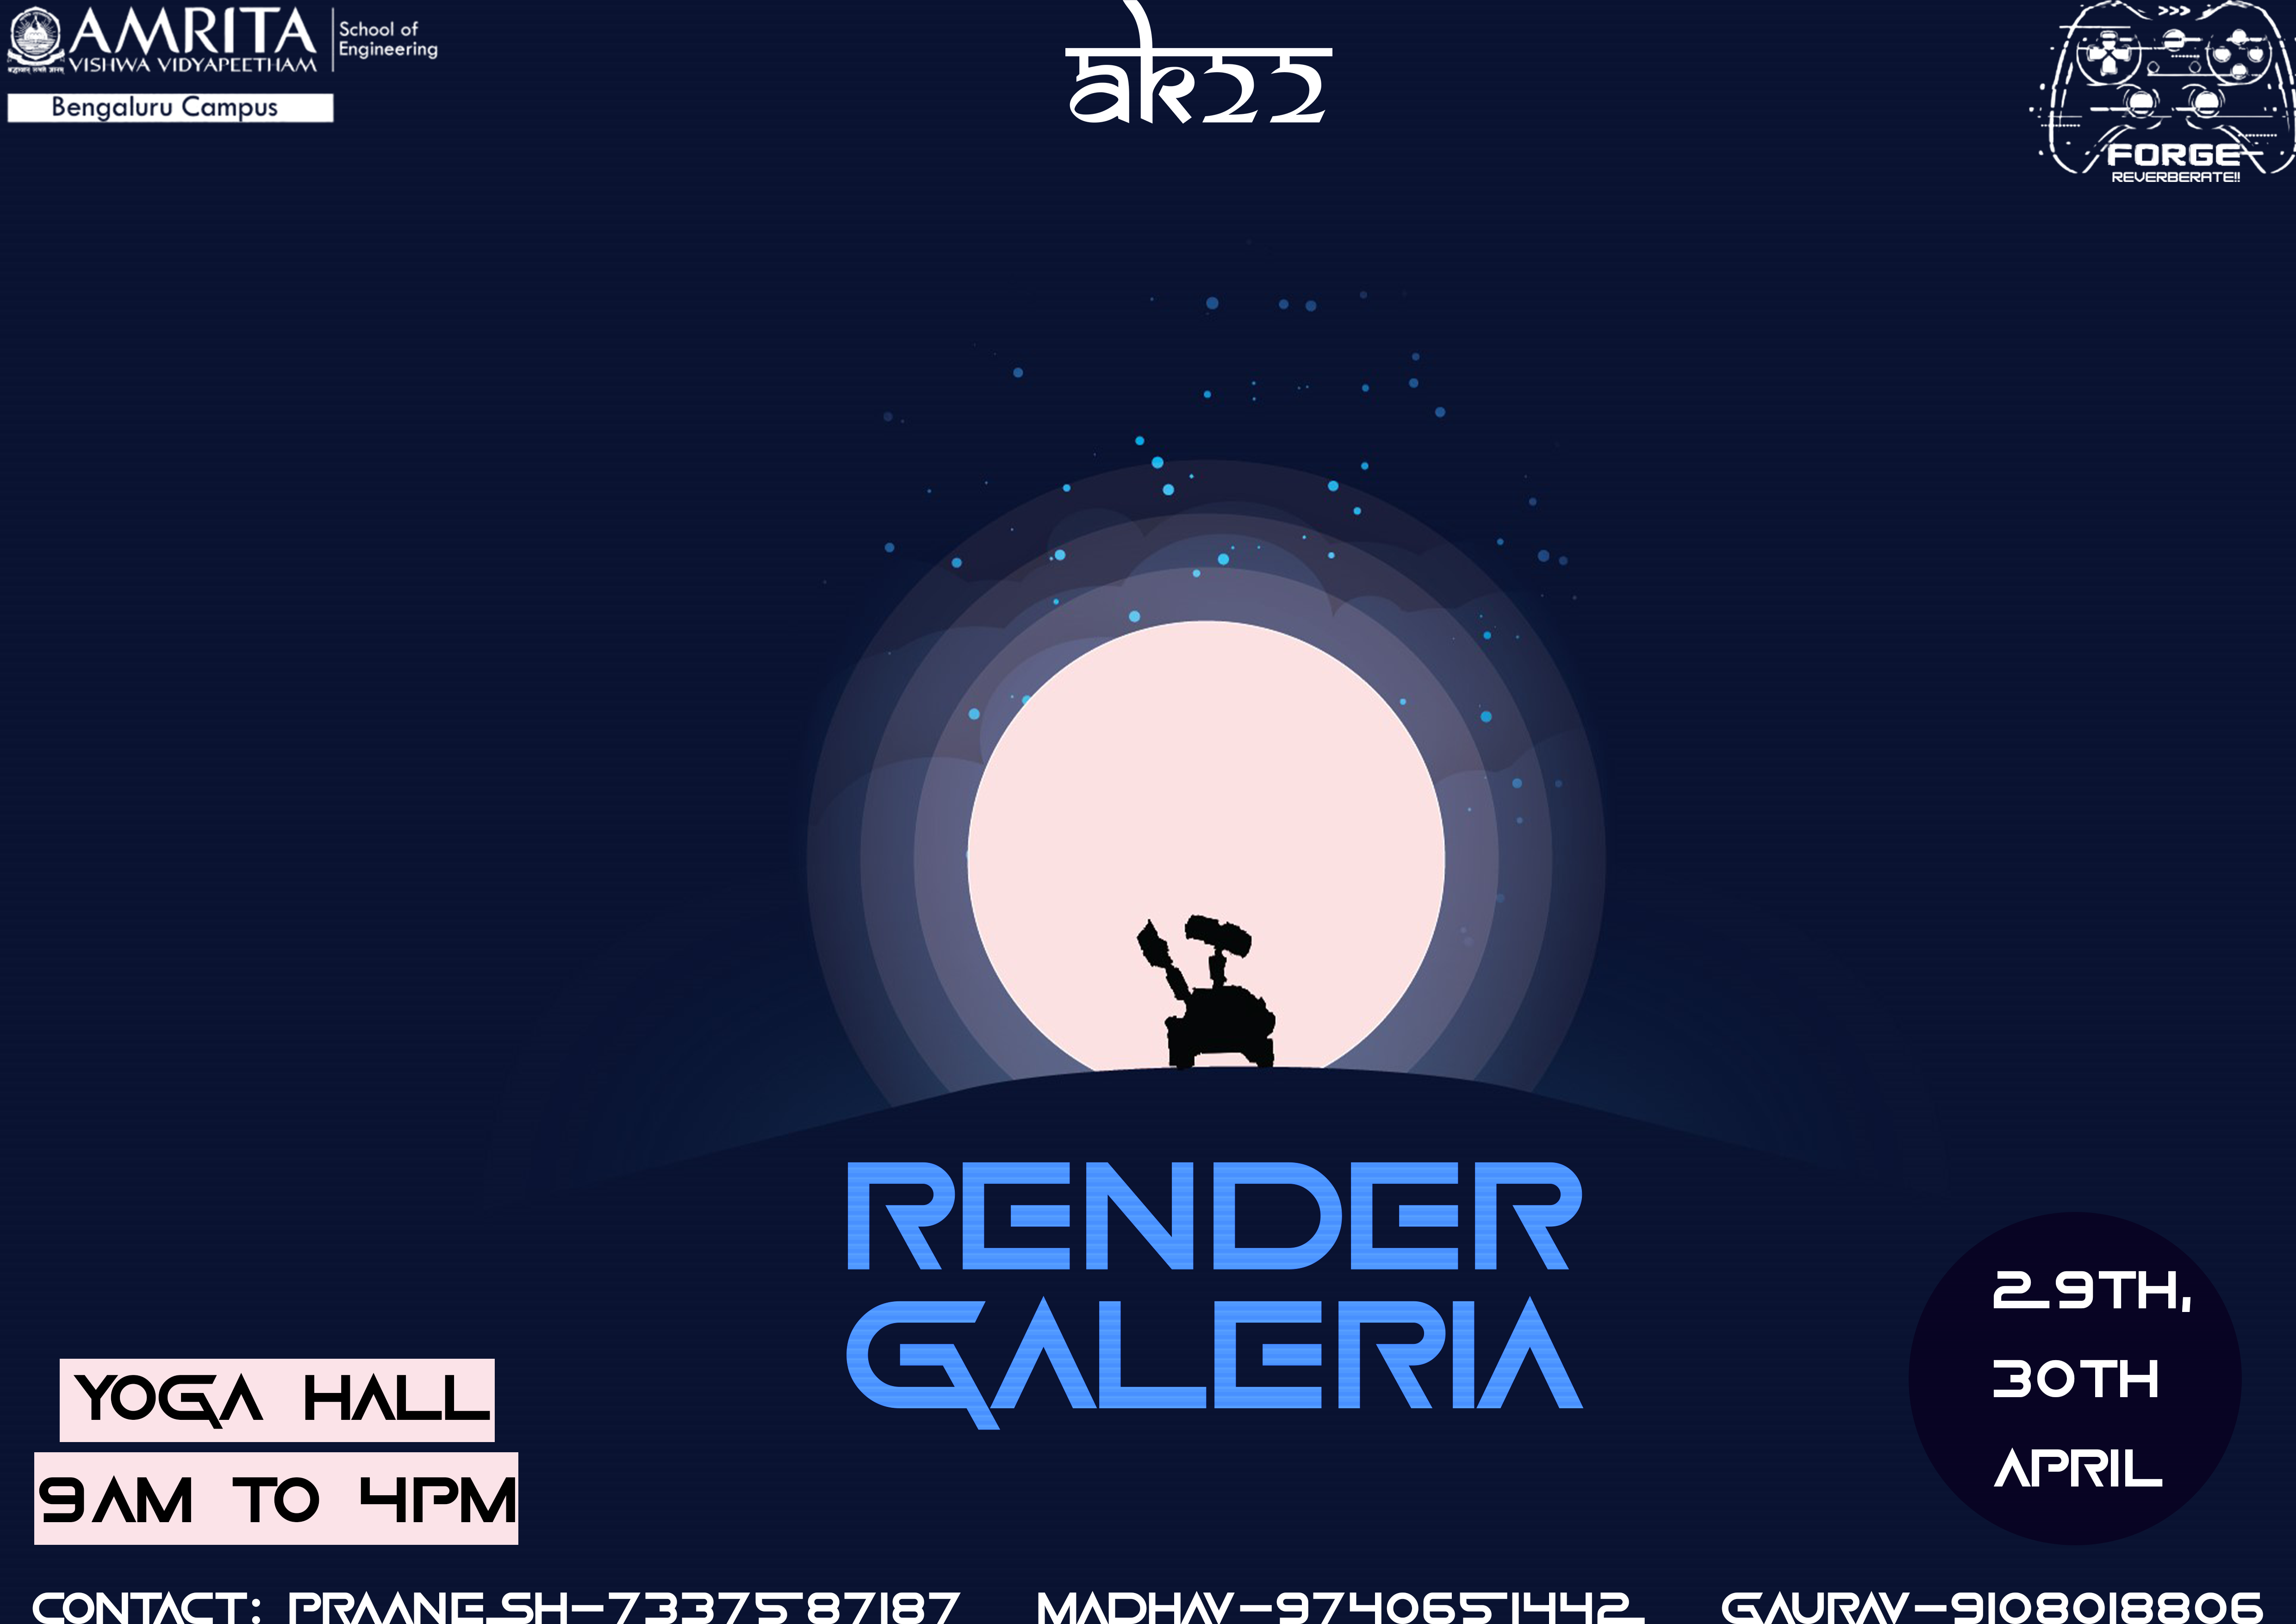 AMRITA
VISHWA VIDYAPEETHAM
School of
Engineering
Bengaluru Campus
ak22
>>>
FORGE
REVERBERATE!!
RENDER
GALERIA
YOGA HALL
9AM TO 4PM
29TH,
30TH
APRIL
CONTACT: PRAANESH-7337587187 MADHAV-9740651442 GAURAV-9108018806